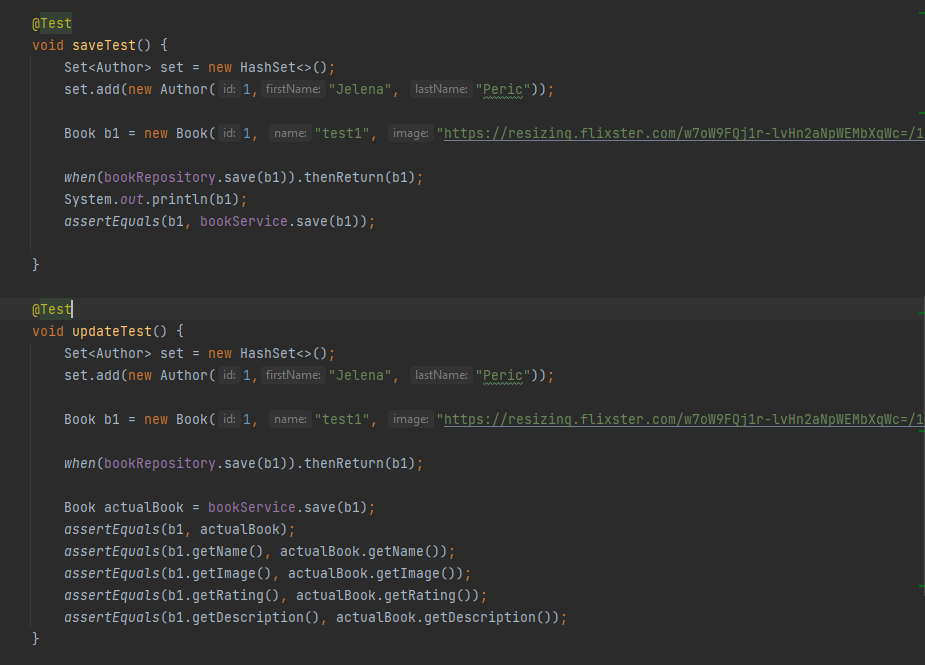 @Test
void saveTest() {
Set<Author> set = new HashSet<>();
set.add(new Author( id: 1, firstName: "Jelena", lastName: "Peric"));
Book b1 = new Book( id: 1, name: "test1", image: "https://resizing.flixster.com/w7oW9FQj1r-lvHn2aNpWEMbXqWc=/1
when(bookRepository.save(b1)).thenReturn(b1);
System.out.println(b1);
assertEquals(b1, bookService.save(b1));
}
@Test
void updateTest() {
Set<Author> set = new HashSet<>();
set.add(new Author( id: 1, firstName: "Jelena", lastName: "Peric"));
Book b1 = new Book( id: 1, name: "test1", image: "https://resizing.flixster.com/w7oW9FQj1r-lvHn2aNpWEMbXqWc=/1
when(bookRepository.save(b1)).thenReturn(b1);
Book actualBook = bookService.save(b1);
assertEquals(b1, actualBook);
assertEquals(b1.getName(), actualBook.getName());
assertEquals(b1.getImage(), actualBook.getImage());
assertEquals(b1.getRating(), actualBook.getRating());
assertEquals(b1.getDescription(), actualBook.getDescription());
}